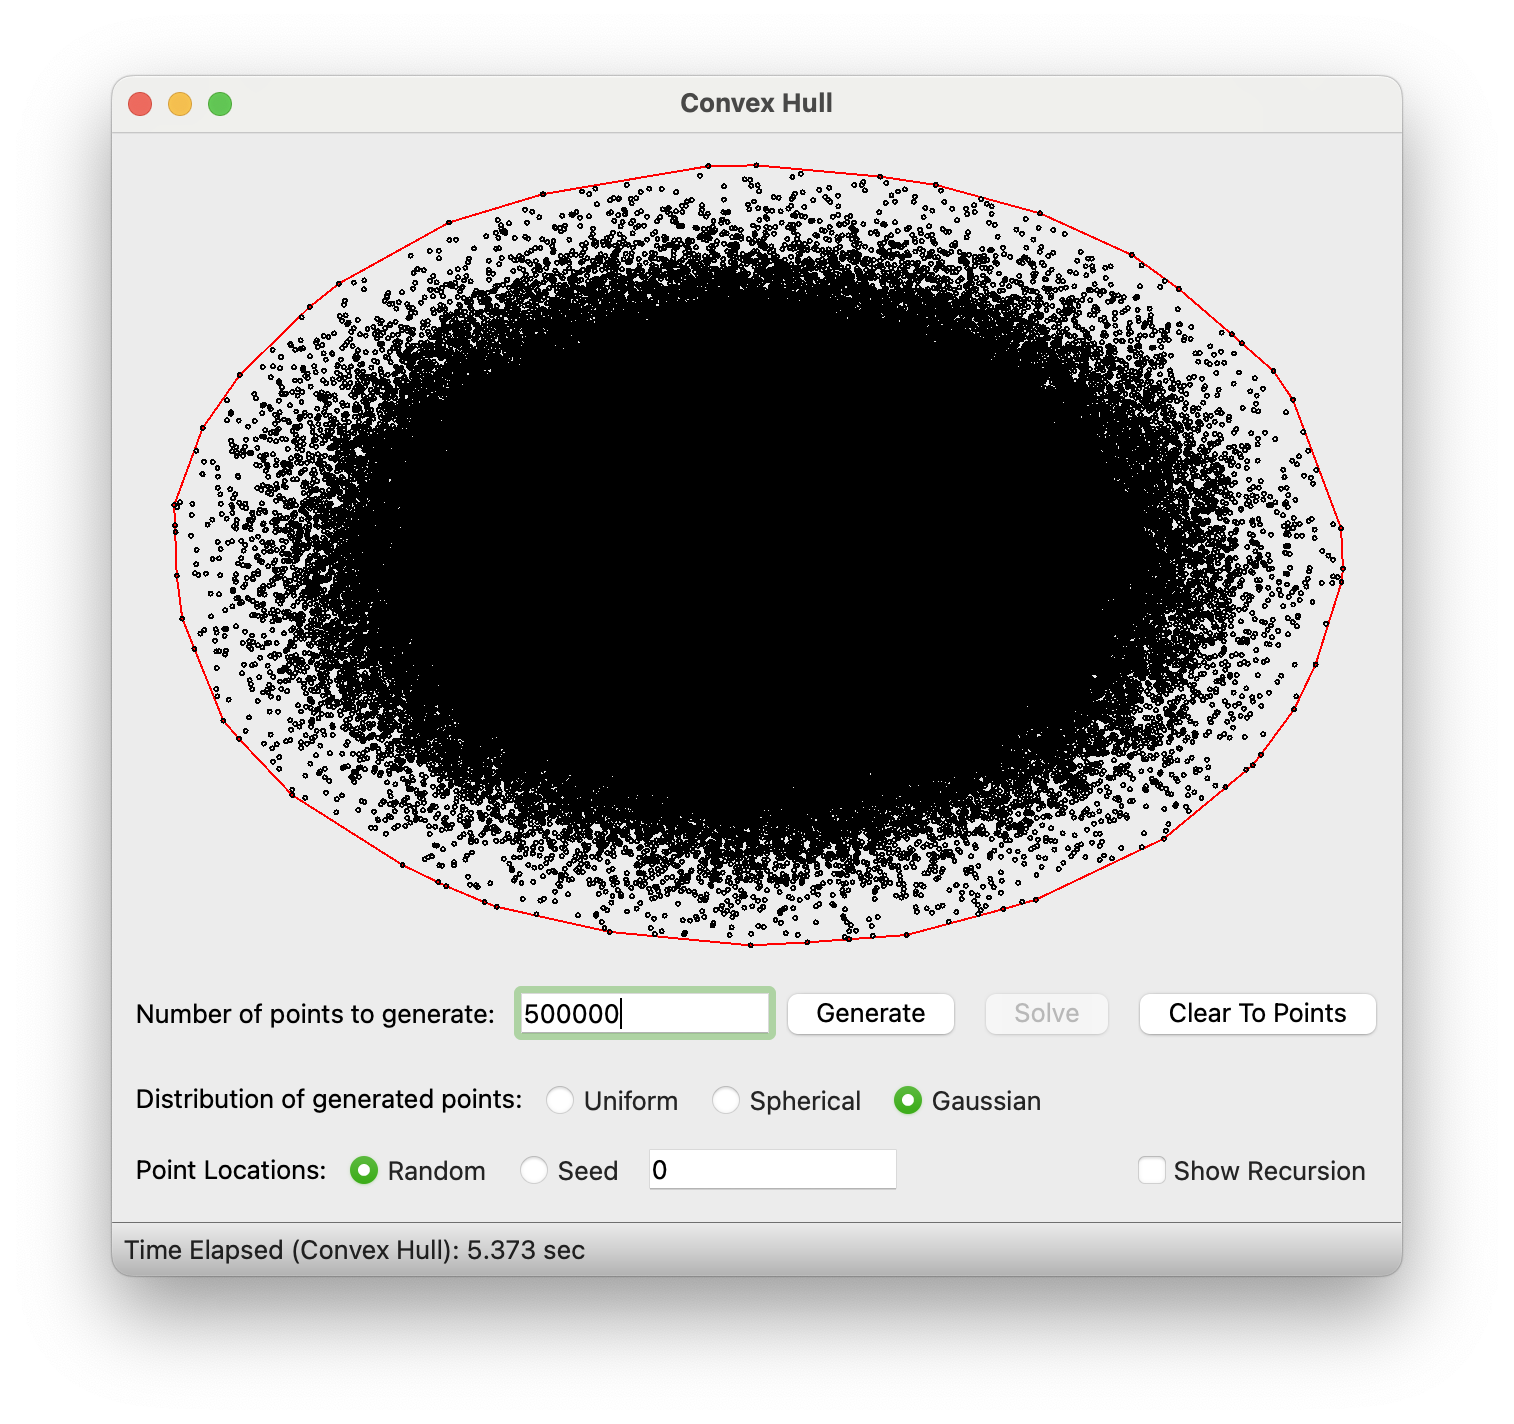 Convex Hull
Number of points to generate: 500000 Generate Solve Clear To Points
Distribution of generated points: Uniform Spherical Gaussian
Point Locations: Random Seed 0 Show Recursion
Time Elapsed (Convex Hull): 5.373 sec